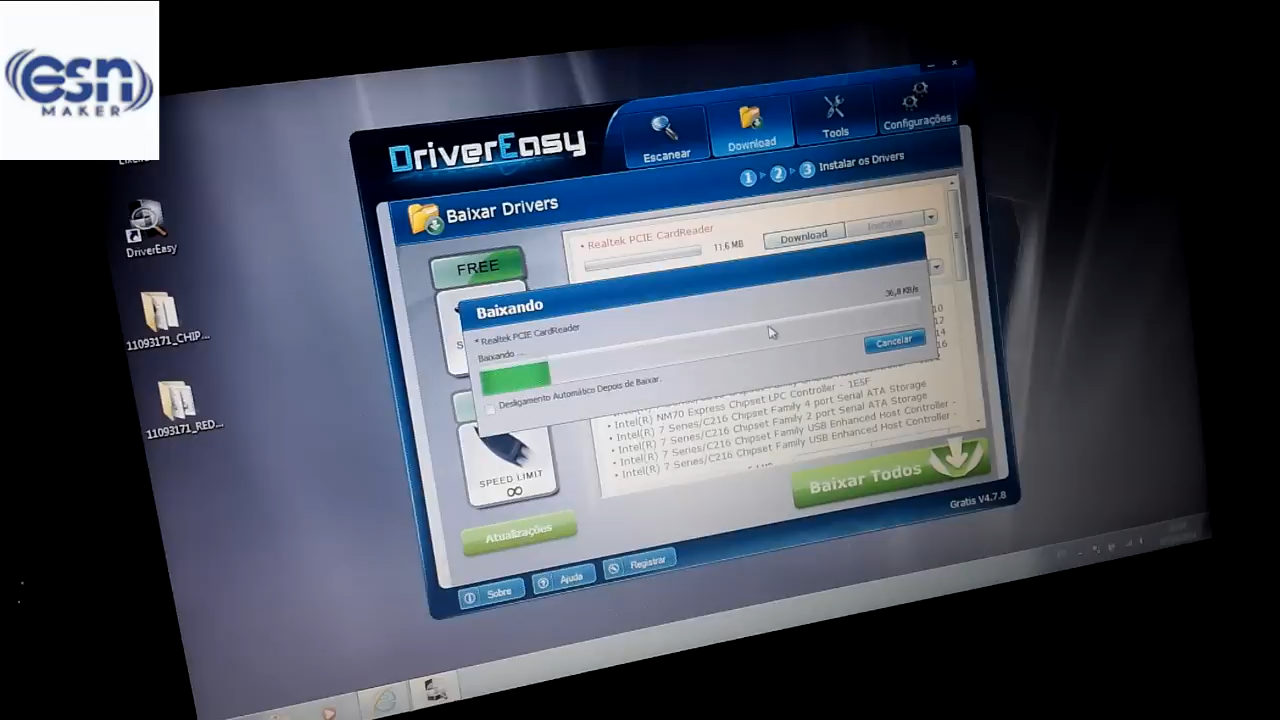 esn
MAKER
DriverEasy
Escanear
Download
Tools
Configurações
1 2 3 Instalar os Drivers
Baixar Drivers
DriverEasy
FREE
• Realtek PCIE CardReader
11.6 MB
Download
Instalar
Baixando
36,8 KB/s
* Realtek PCIE CardReader
Baixando ...
Cancelar
Desligamento Automático Depois de Baixar.
11093171_CHIP...
11093171_RED...
• Intel(R) NM70 Express Chipset LPC Controller - 1E5F
• Intel(R) 7 Series/C216 Chipset Family 4 port Serial ATA Storage
• Intel(R) 7 Series/C216 Chipset Family 2 port Serial ATA Storage
• Intel(R) 7 Series/C216 Chipset Family USB Enhanced Host Controller -
• Intel(R) 7 Series/C216 Chipset Family USB Enhanced Host Controller -
SPEED LIMIT
∞
Baixar Todos
Gratis V4.7.8
Atualizações
Sobre
Ajuda
Registrar